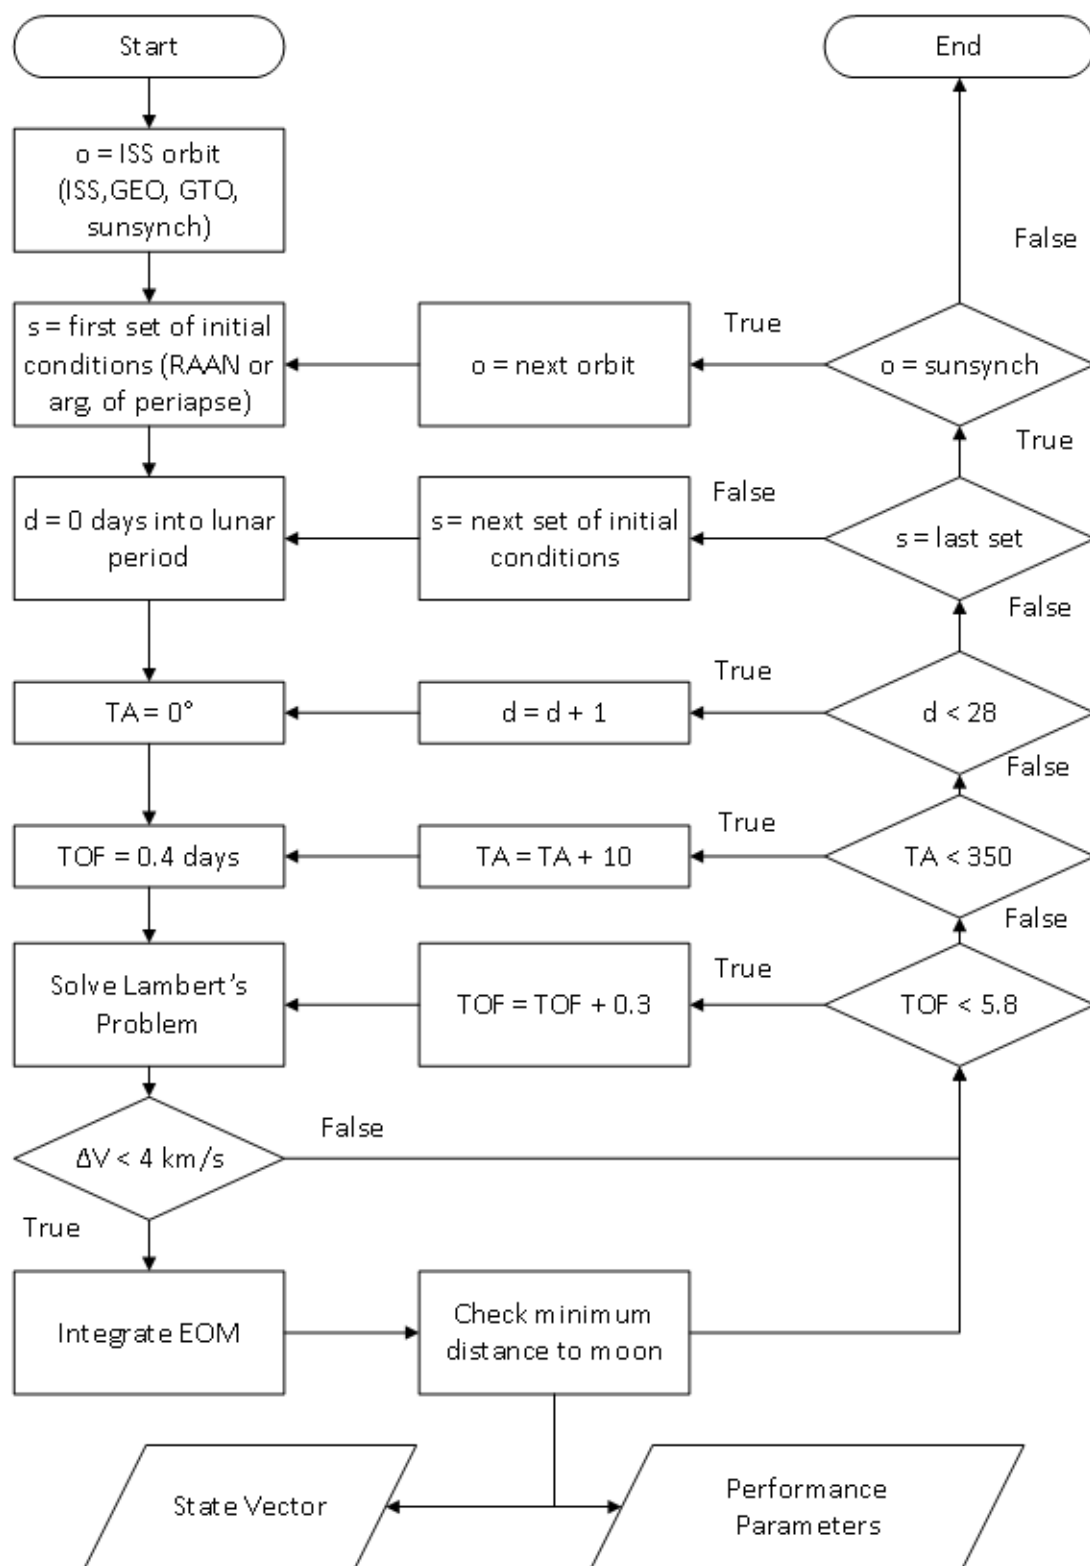 Start
End
o = ISS orbit
(ISS,GEO, GTO,
sunsynch)
False
s = first set of initial
conditions (RAAN or
arg. of periapse)
o = next orbit
True
o = sunsynch
True
d = 0 days into lunar
period
s = next set of initial
conditions
False
s = last set
False
TA = 0°
d = d + 1
True
d < 28
False
TOF = 0.4 days
TA = TA + 10
True
TA < 350
False
Solve Lambert's
Problem
TOF = TOF + 0.3
True
TOF < 5.8
ΔV < 4 km/s
False
True
Integrate EOM
Check minimum
distance to moon
State Vector
Performance
Parameters